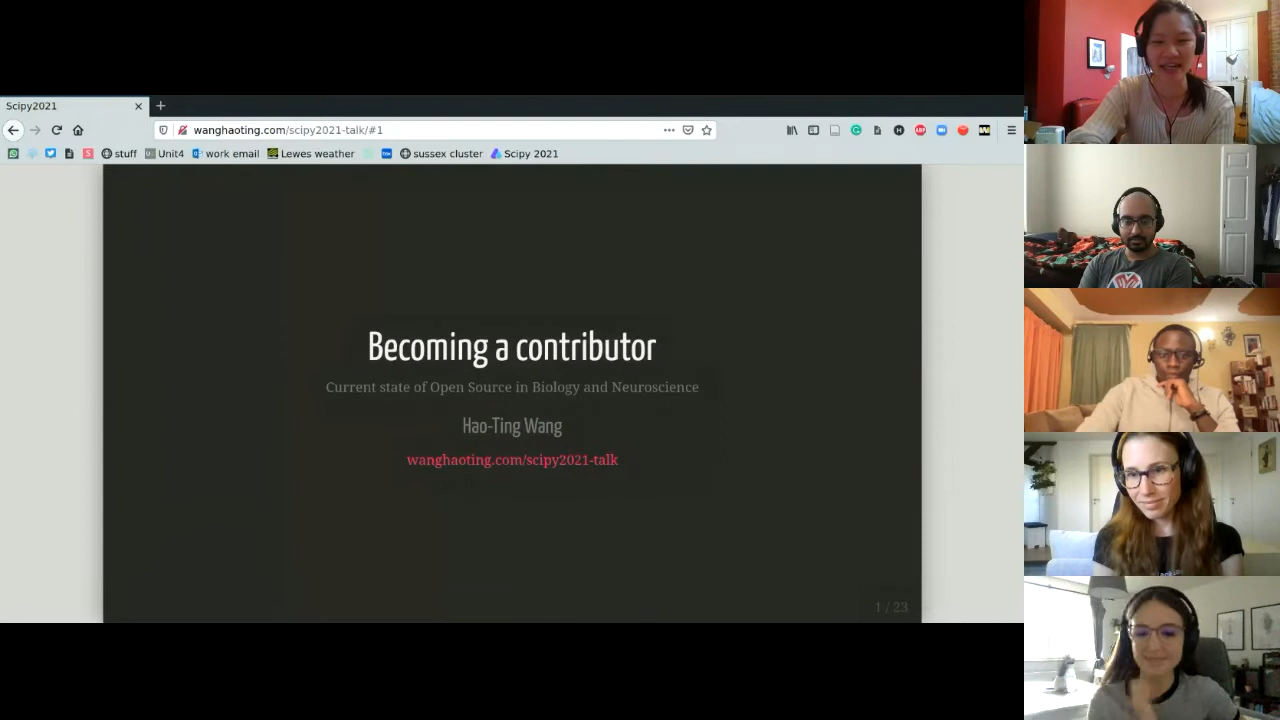 Scipy2021
wanghaoting.com/scipy2021-talk/#1
stuff Unit4 work email Lewes weather sussex cluster Scipy 2021
Becoming a contributor
Current state of Open Source in Biology and Neuroscience
Hao-Ting Wang
wanghaoting.com/scipy2021-talk
1 / 23